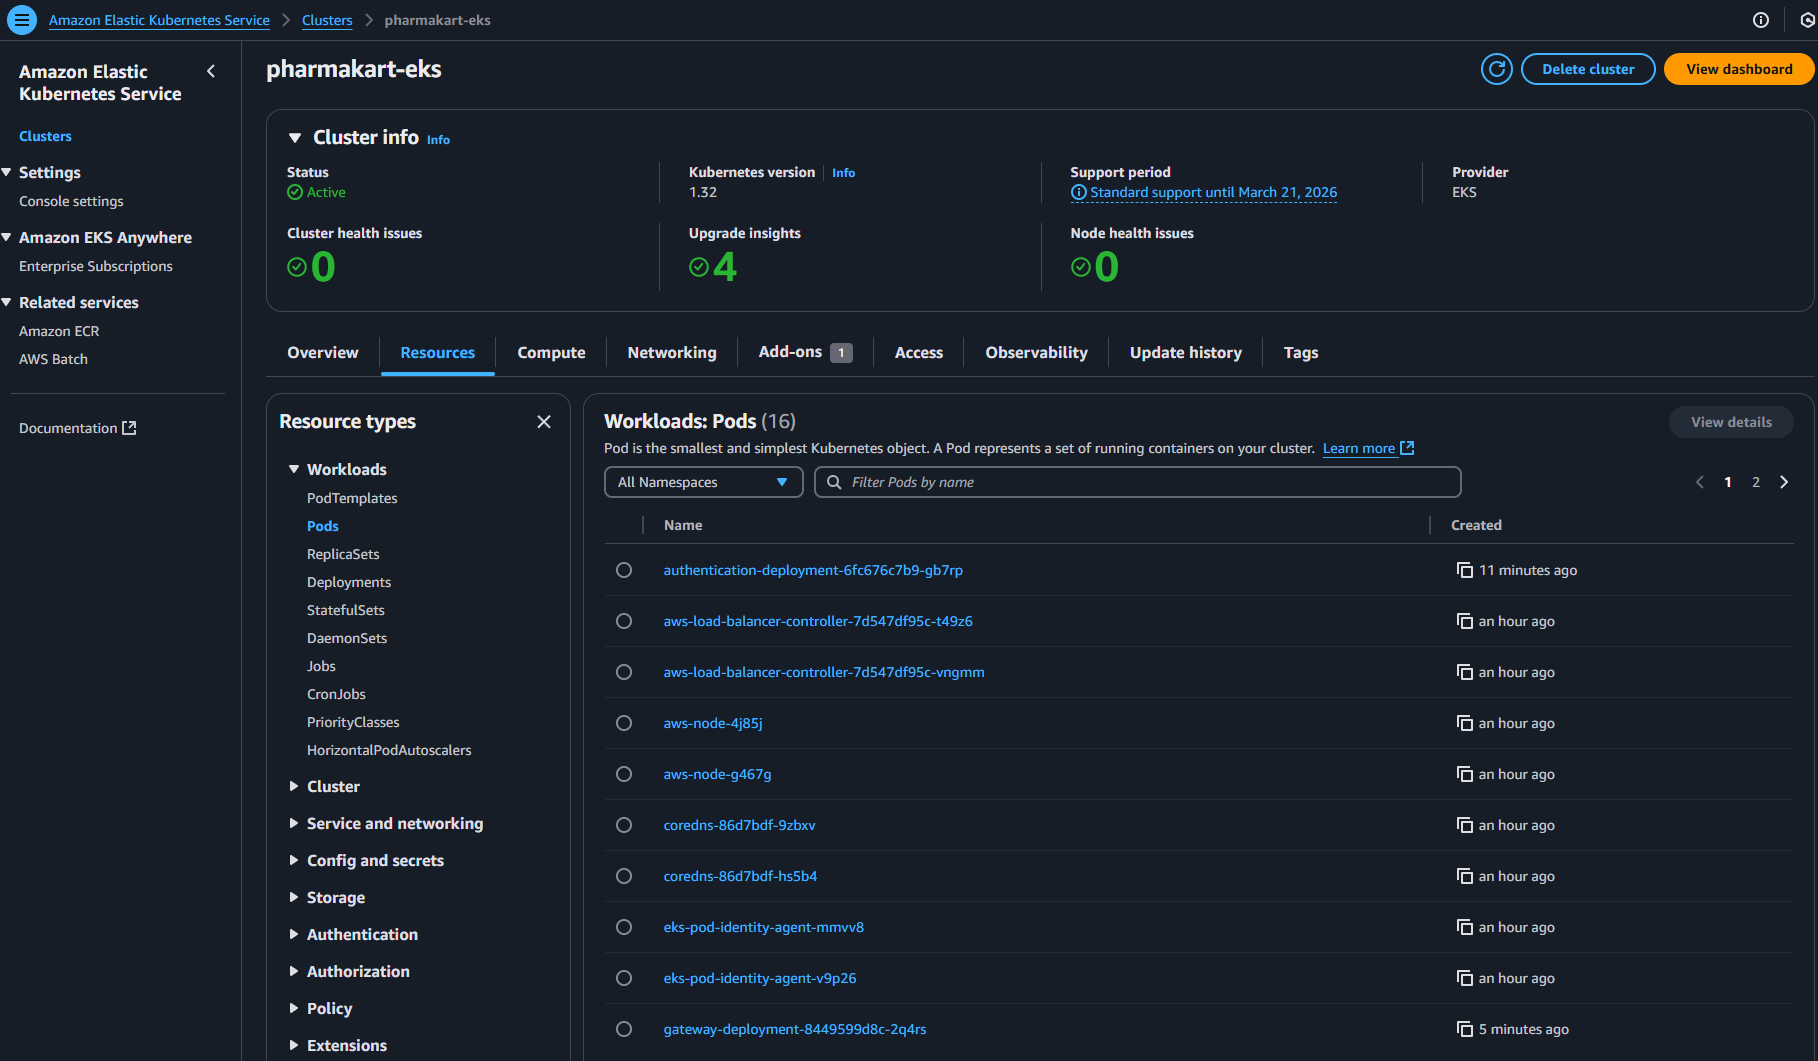 Amazon Elastic Kubernetes Service > Clusters > pharmakart-eks
Amazon Elastic
Kubernetes Service
Clusters
Settings
Console settings
Amazon EKS Anywhere
Enterprise Subscriptions
Related services
Amazon ECR
AWS Batch
Documentation
pharmakart-eks
Delete cluster
View dashboard
Cluster info Info
Status
Active
Kubernetes version Info
1.32
Support period
Standard support until March 21, 2026
Provider
EKS
Cluster health issues
0
Upgrade insights
4
Node health issues
0
Overview Resources Compute Networking Add-ons 1 Access Observability Update history Tags
Resource types
Workloads
PodTemplates
Pods
ReplicaSets
Deployments
StatefulSets
DaemonSets
Jobs
CronJobs
PriorityClasses
HorizontalPodAutoscalers
Cluster
Service and networking
Config and secrets
Storage
Authentication
Authorization
Policy
Extensions
Workloads: Pods (16)
View details
Pod is the smallest and simplest Kubernetes object. A Pod represents a set of running containers on your cluster. Learn more
All Namespaces
Filter Pods by name
1 2
Name Created
authentication-deployment-6fc676c7b9-gb7rp 11 minutes ago
aws-load-balancer-controller-7d547df95c-t49z6 an hour ago
aws-load-balancer-controller-7d547df95c-vngmm an hour ago
aws-node-4j85j an hour ago
aws-node-g467g an hour ago
coredns-86d7bdf-9zbxv an hour ago
coredns-86d7bdf-hs5b4 an hour ago
eks-pod-identity-agent-mmvv8 an hour ago
eks-pod-identity-agent-v9p26 an hour ago
gateway-deployment-8449599d8c-2q4rs 5 minutes ago